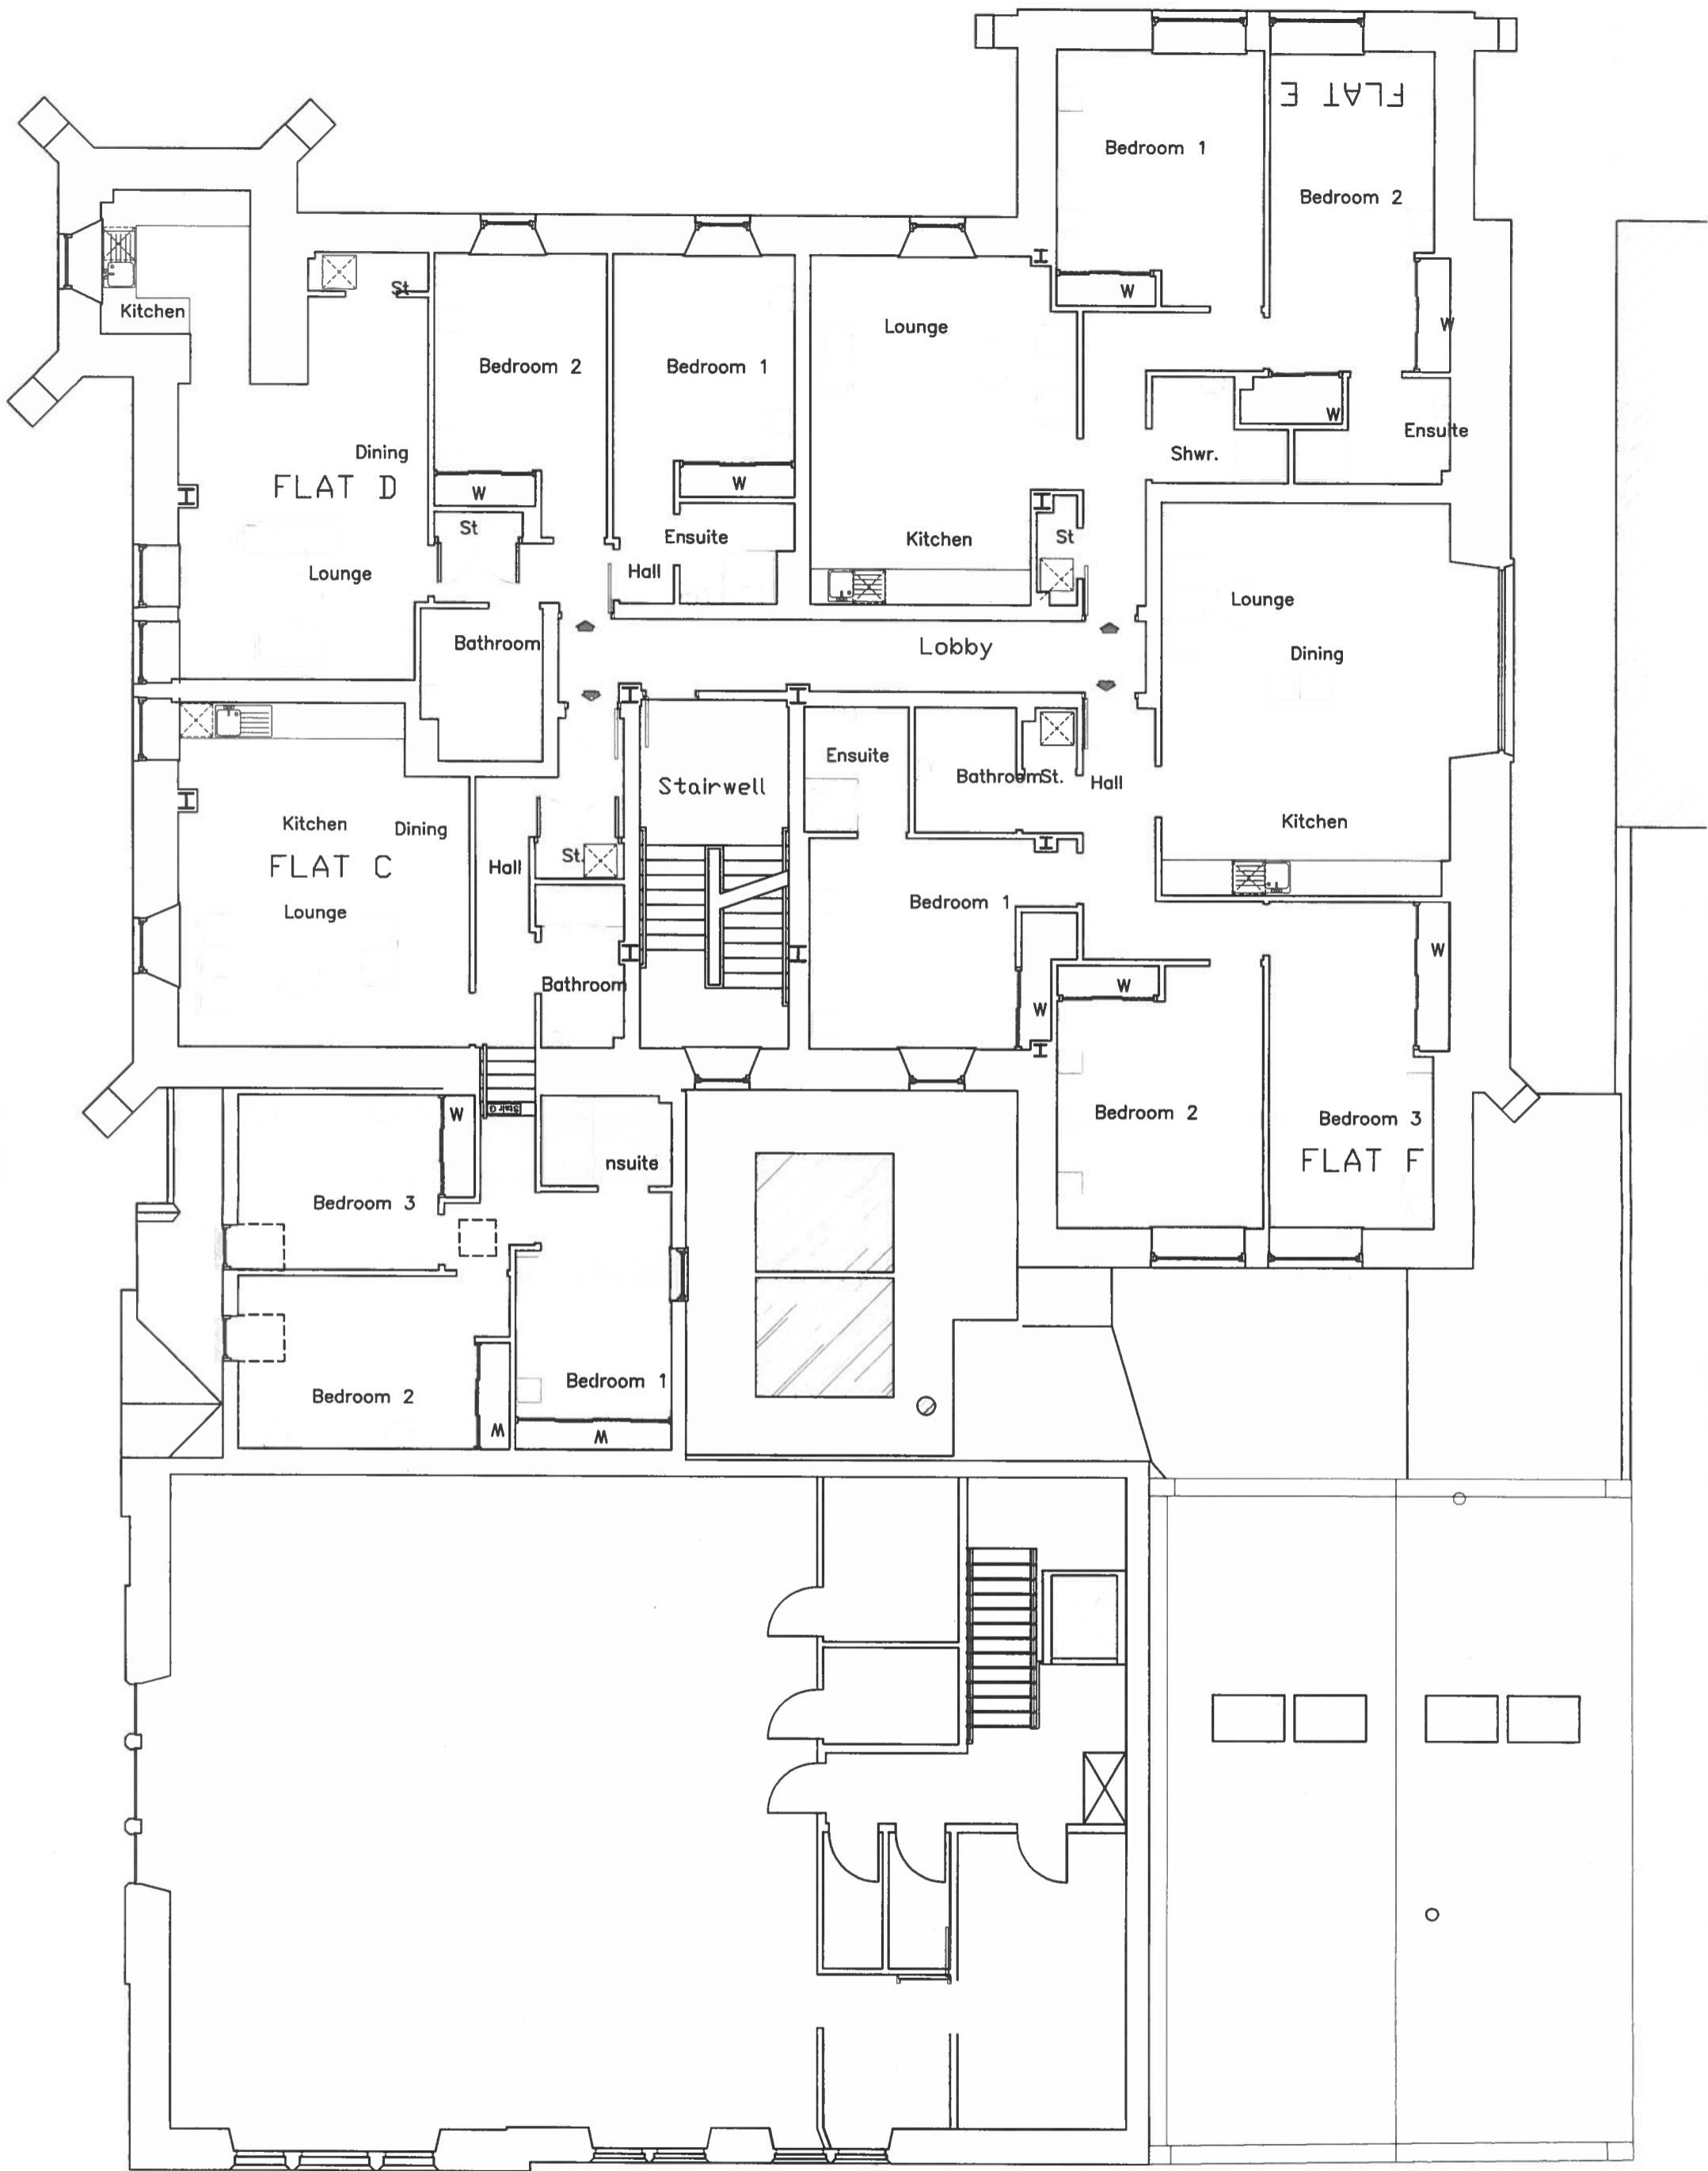 FLAT E
Bedroom 1
Bedroom 2
W
W
W
Ensuite
Shwr.
Lounge
Kitchen
St
Kitchen
St
Dining
FLAT D
Lounge
Bedroom 2
W
St
Bedroom 1
W
Ensuite
Hall
Bathroom
Lobby
Lounge
Dining
Kitchen
Stairwell
Ensuite
Bathroom
St.
Hall
Bedroom 1
W
W
Bedroom 2
W
Bedroom 3
FLAT F
Kitchen
Dining
FLAT C
Lounge
Hall
St.
Bathroom
Stair G
W
nsuite
Bedroom 3
Bedroom 2
W
Bedroom 1
W